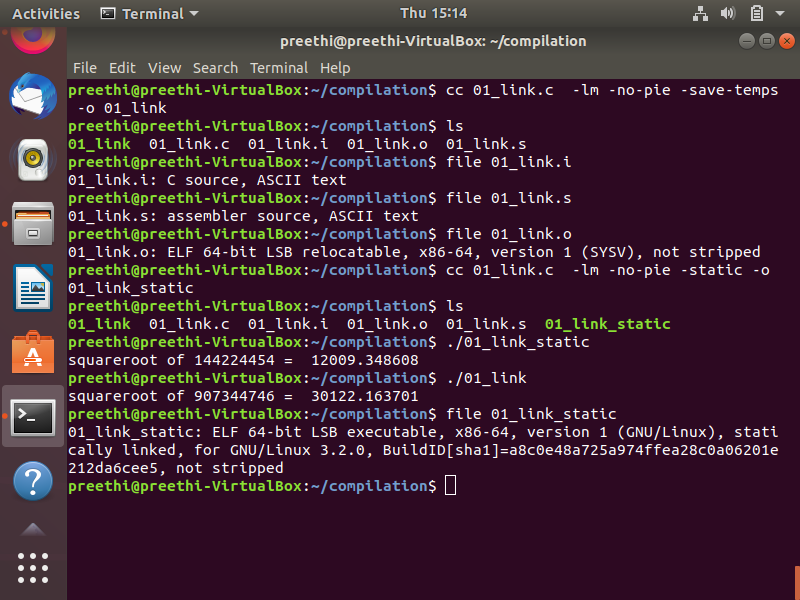 Activities Terminal Thu 15:14
preethi@preethi-VirtualBox: ~/compilation
File Edit View Search Terminal Help
preethi@preethi-VirtualBox:~/compilation$ cc 01_link.c  -lm -no-pie -save-temps
 -o 01_link
preethi@preethi-VirtualBox:~/compilation$ ls
01_link  01_link.c  01_link.i  01_link.o  01_link.s
preethi@preethi-VirtualBox:~/compilation$ file 01_link.i
01_link.i: C source, ASCII text
preethi@preethi-VirtualBox:~/compilation$ file 01_link.s
01_link.s: assembler source, ASCII text
preethi@preethi-VirtualBox:~/compilation$ file 01_link.o
01_link.o: ELF 64-bit LSB relocatable, x86-64, version 1 (SYSV), not stripped
preethi@preethi-VirtualBox:~/compilation$ cc 01_link.c  -lm -no-pie -static -o
01_link_static
preethi@preethi-VirtualBox:~/compilation$ ls
01_link  01_link.c  01_link.i  01_link.o  01_link.s  01_link_static
preethi@preethi-VirtualBox:~/compilation$ ./01_link_static
squareroot of 144224454 =  12009.348608
preethi@preethi-VirtualBox:~/compilation$ ./01_link
squareroot of 907344746 =  30122.163701
preethi@preethi-VirtualBox:~/compilation$ file 01_link_static
01_link_static: ELF 64-bit LSB executable, x86-64, version 1 (GNU/Linux), stati
cally linked, for GNU/Linux 3.2.0, BuildID[sha1]=a8c0e48a725a974ffea28c0a06201e
212da6cee5, not stripped
preethi@preethi-VirtualBox:~/compilation$